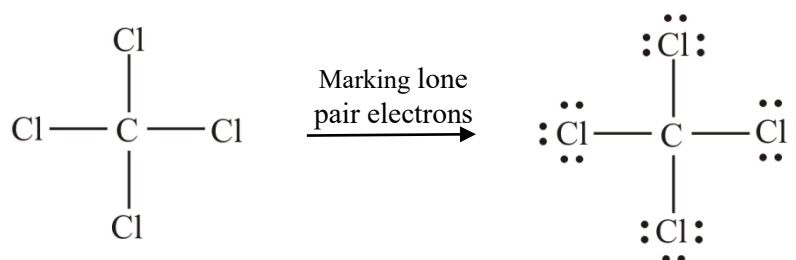 Cl
Cl C Cl
Cl
Marking lone
pair electrons
:Cl:
:Cl C Cl
:Cl: